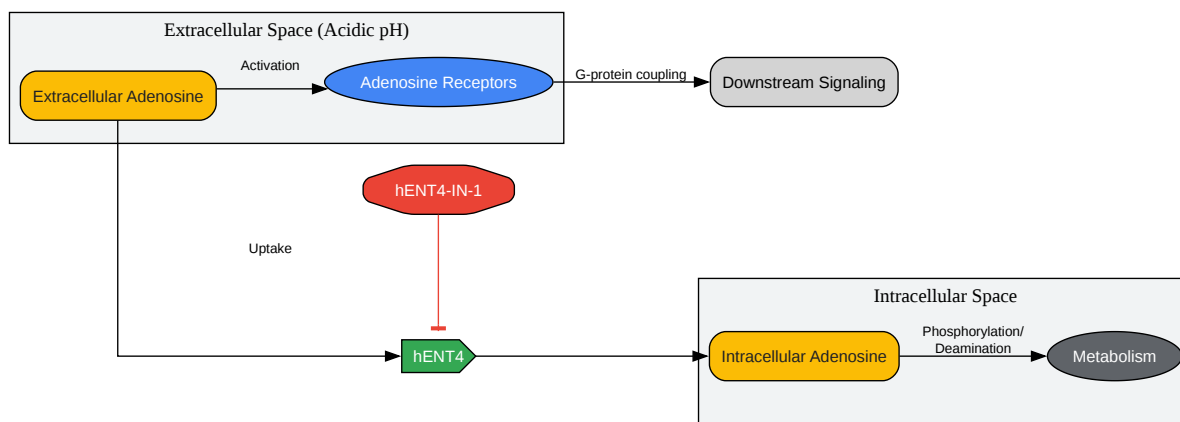 Extracellular Space (Acidic pH)
Extracellular Adenosine
Activation
Adenosine Receptors
G-protein coupling
Downstream Signaling
hENT4-IN-1
Uptake
hENT4
Intracellular Space
Intracellular Adenosine
Phosphorylation/
Deamination
Metabolism